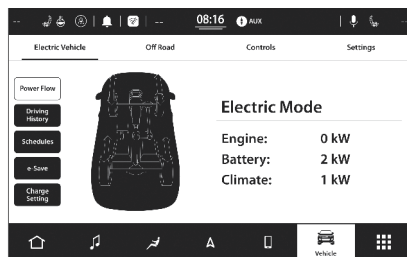 -- -- 08:16 AUX --
Electric Vehicle Off Road Controls Settings
Power Flow
Driving
History
Schedules
e-Save
Charge
Setting
Electric Mode
Engine: 0 kW
Battery: 2 kW
Climate: 1 kW
A
Vehicle